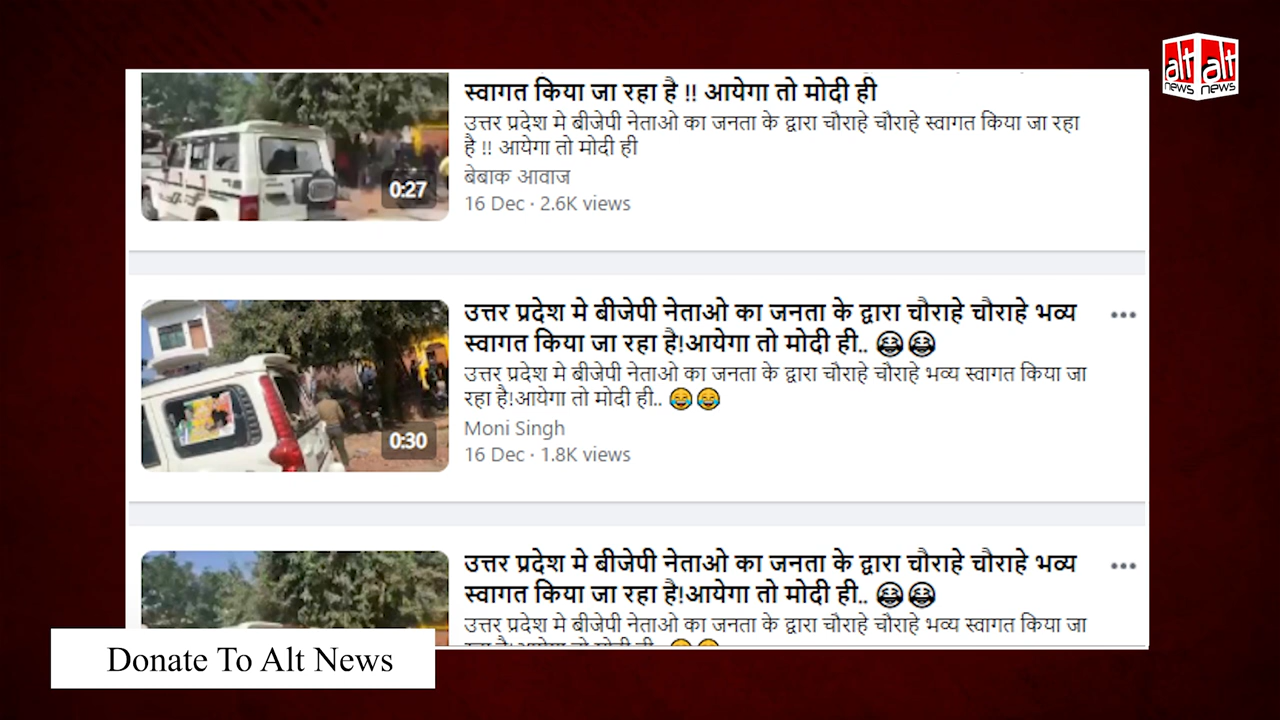 alt alt
news news
स्वागत किया जा रहा है !! आयेगा तो मोदी ही
उत्तर प्रदेश मे बीजेपी नेताओ का जनता के द्वारा चौराहे चौराहे स्वागत किया जा रहा
है !! आयेगा तो मोदी ही
बेबाक आवाज
16 Dec · 2.6K views
0:27
उत्तर प्रदेश मे बीजेपी नेताओ का जनता के द्वारा चौराहे चौराहे भव्य
स्वागत किया जा रहा है!आयेगा तो मोदी ही.. 😂😂
उत्तर प्रदेश मे बीजेपी नेताओ का जनता के द्वारा चौराहे चौराहे भव्य स्वागत किया जा
रहा है!आयेगा तो मोदी ही.. 😂😂
Moni Singh
16 Dec · 1.8K views
0:30
उत्तर प्रदेश मे बीजेपी नेताओ का जनता के द्वारा चौराहे चौराहे भव्य
स्वागत किया जा रहा है!आयेगा तो मोदी ही.. 😂😂
उत्तर प्रदेश मे बीजेपी नेताओ का जनता के द्वारा चौराहे चौराहे भव्य स्वागत किया जा
Donate To Alt News